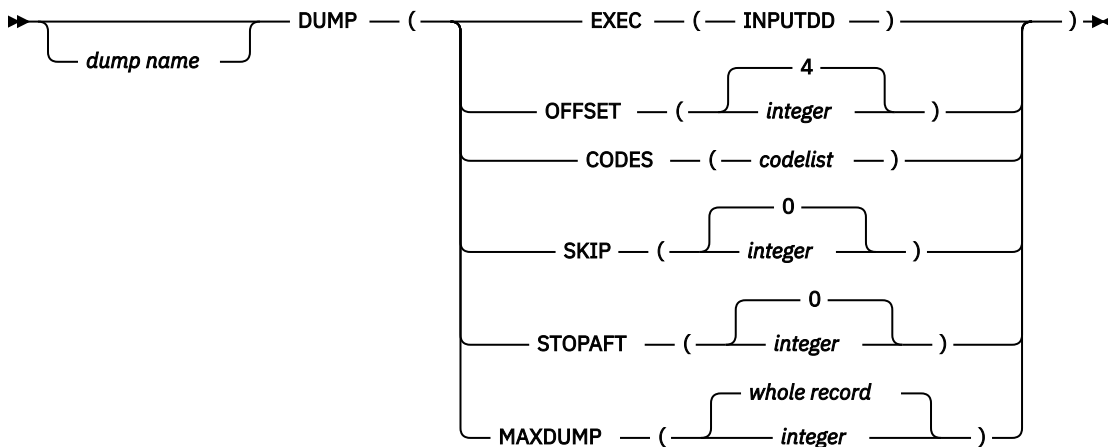 DUMP ( EXEC ( INPUTDD ) )
dump name
4
OFFSET ( integer )
CODES ( codelist )
0
SKIP ( integer )
0
STOPAFT ( integer )
whole record
MAXDUMP ( integer )